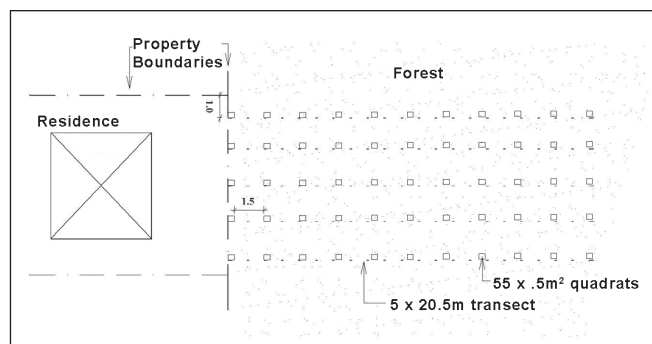 Property
Boundaries
Forest
1.0
Residence
1.5
55 x .5m² quadrats
5 x 20.5m transect